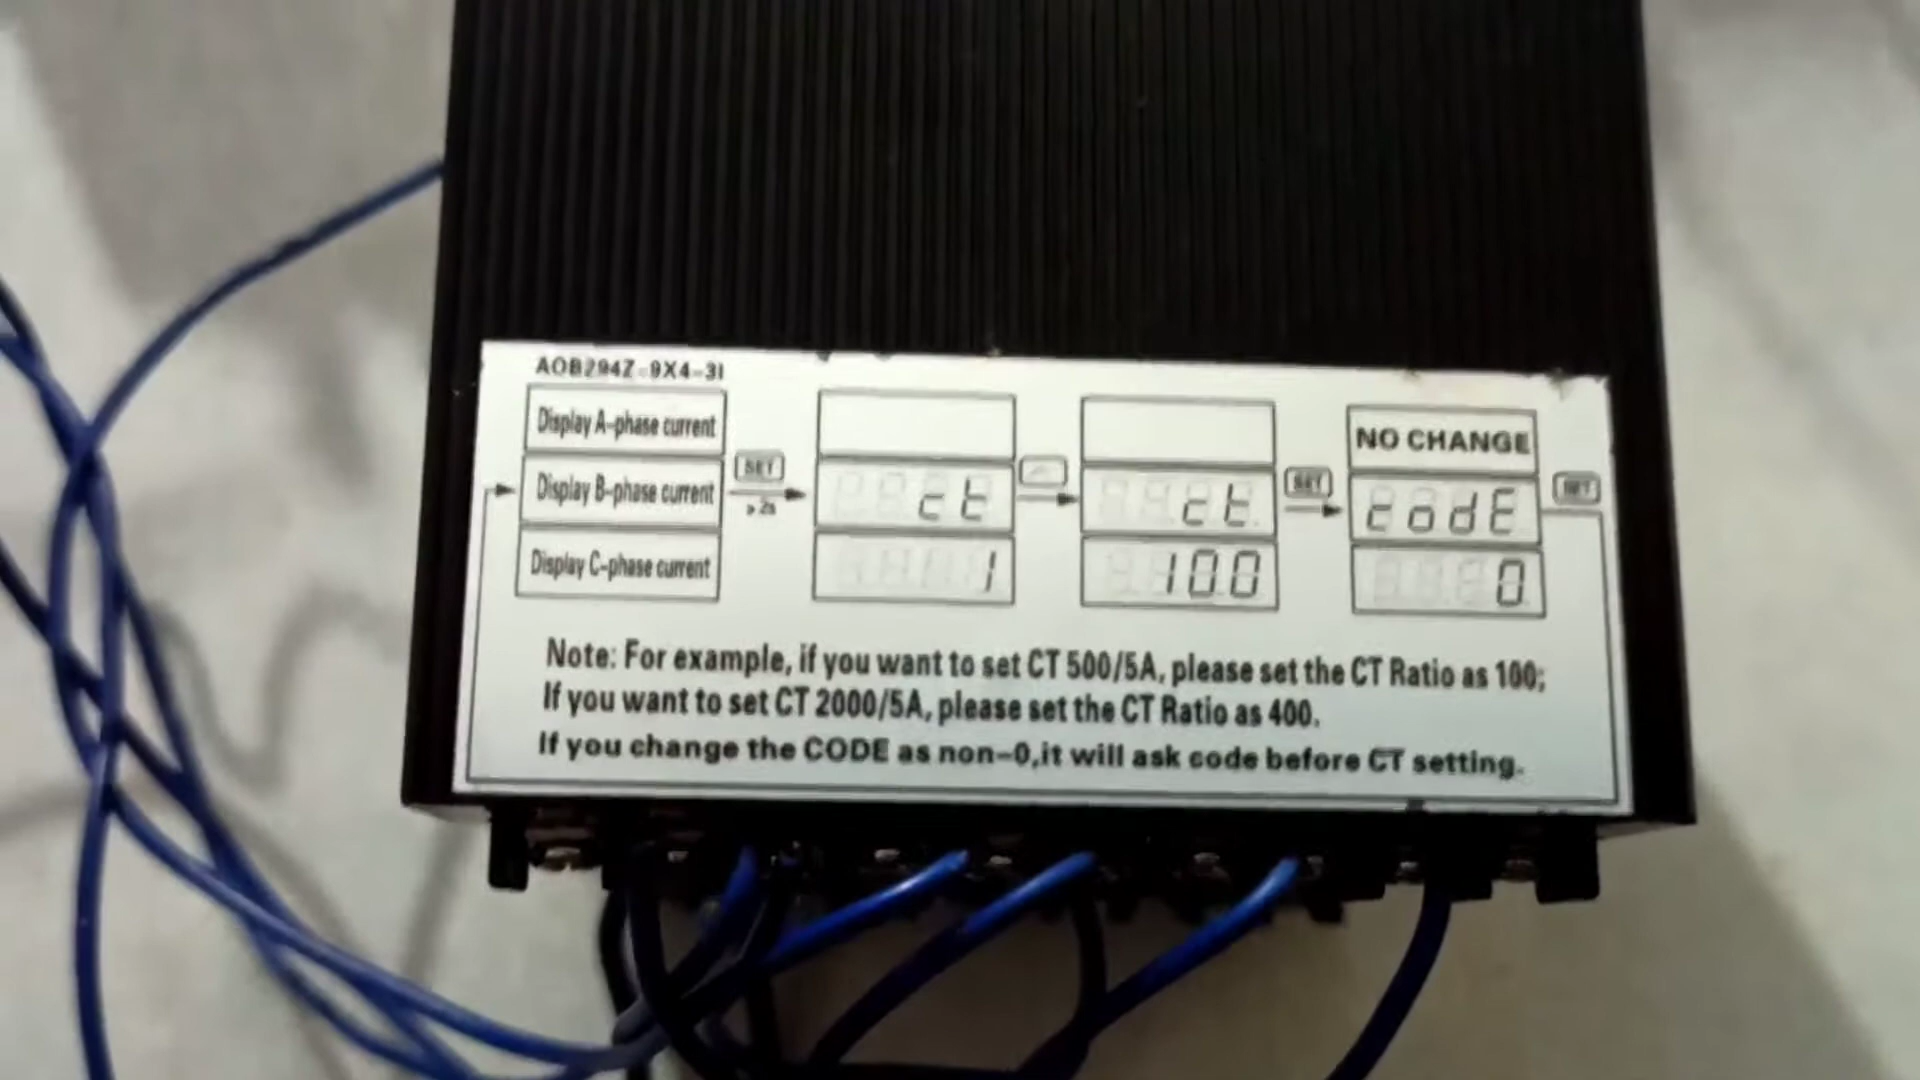 AOB294Z-9X4-3I
Display A-phase current
Display B-phase current
Display C-phase current
SET
>2s
ct
1
ct
100
SET
NO CHANGE
codE
0
SET
Note: For example, if you want to set CT 500/5A, please set the CT Ratio as 100;
If you want to set CT 2000/5A, please set the CT Ratio as 400.
If you change the CODE as non-0,it will ask code before CT setting.